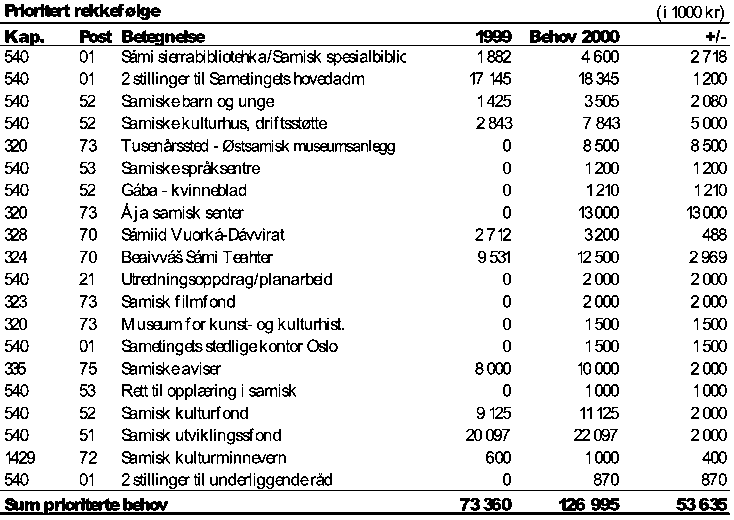 Prioritert rekkefølge (i 1000 kr)
Kap. Post Betegnelse 1999 Behov 2000 +/-
540 01 Sámi sierrabibliotehka/Samisk spesialbiblio 1 882 4 600 2 718
540 01 2 stillinger til Sametingets hovedadm 17 145 18 345 1 200
540 52 Samiske barn og unge 1 425 3 505 2 080
540 52 Samiske kulturhus, driftsstøtte 2 843 7 843 5 000
320 73 Tusenårssted - Østsamisk museumsanlegg 0 8 500 8 500
540 53 Samiske språksentre 0 1 200 1 200
540 52 Gába - kvinneblad 0 1 210 1 210
320 73 Ája samisk senter 0 13 000 13 000
328 70 Sámiid Vuorká-Dávvirat 2 712 3 200 488
324 70 Beaivváš Sámi Teahter 9 531 12 500 2 969
540 21 Utredningsoppdrag/planarbeid 0 2 000 2 000
323 73 Samisk filmfond 0 2 000 2 000
320 73 Museum for kunst- og kulturhist. 0 1 500 1 500
540 01 Sametingets stedlige kontor Oslo 0 1 500 1 500
335 75 Samiske aviser 8 000 10 000 2 000
540 53 Rett til opplæring i samisk 0 1 000 1 000
540 52 Samisk kulturfond 9 125 11 125 2 000
540 51 Samisk utviklingssfond 20 097 22 097 2 000
1429 72 Samisk kulturminnevern 600 1 000 400
540 01 2 stillinger til underliggende råd 0 870 870
Sum prioriterte behov 73 360 126 995 53 635